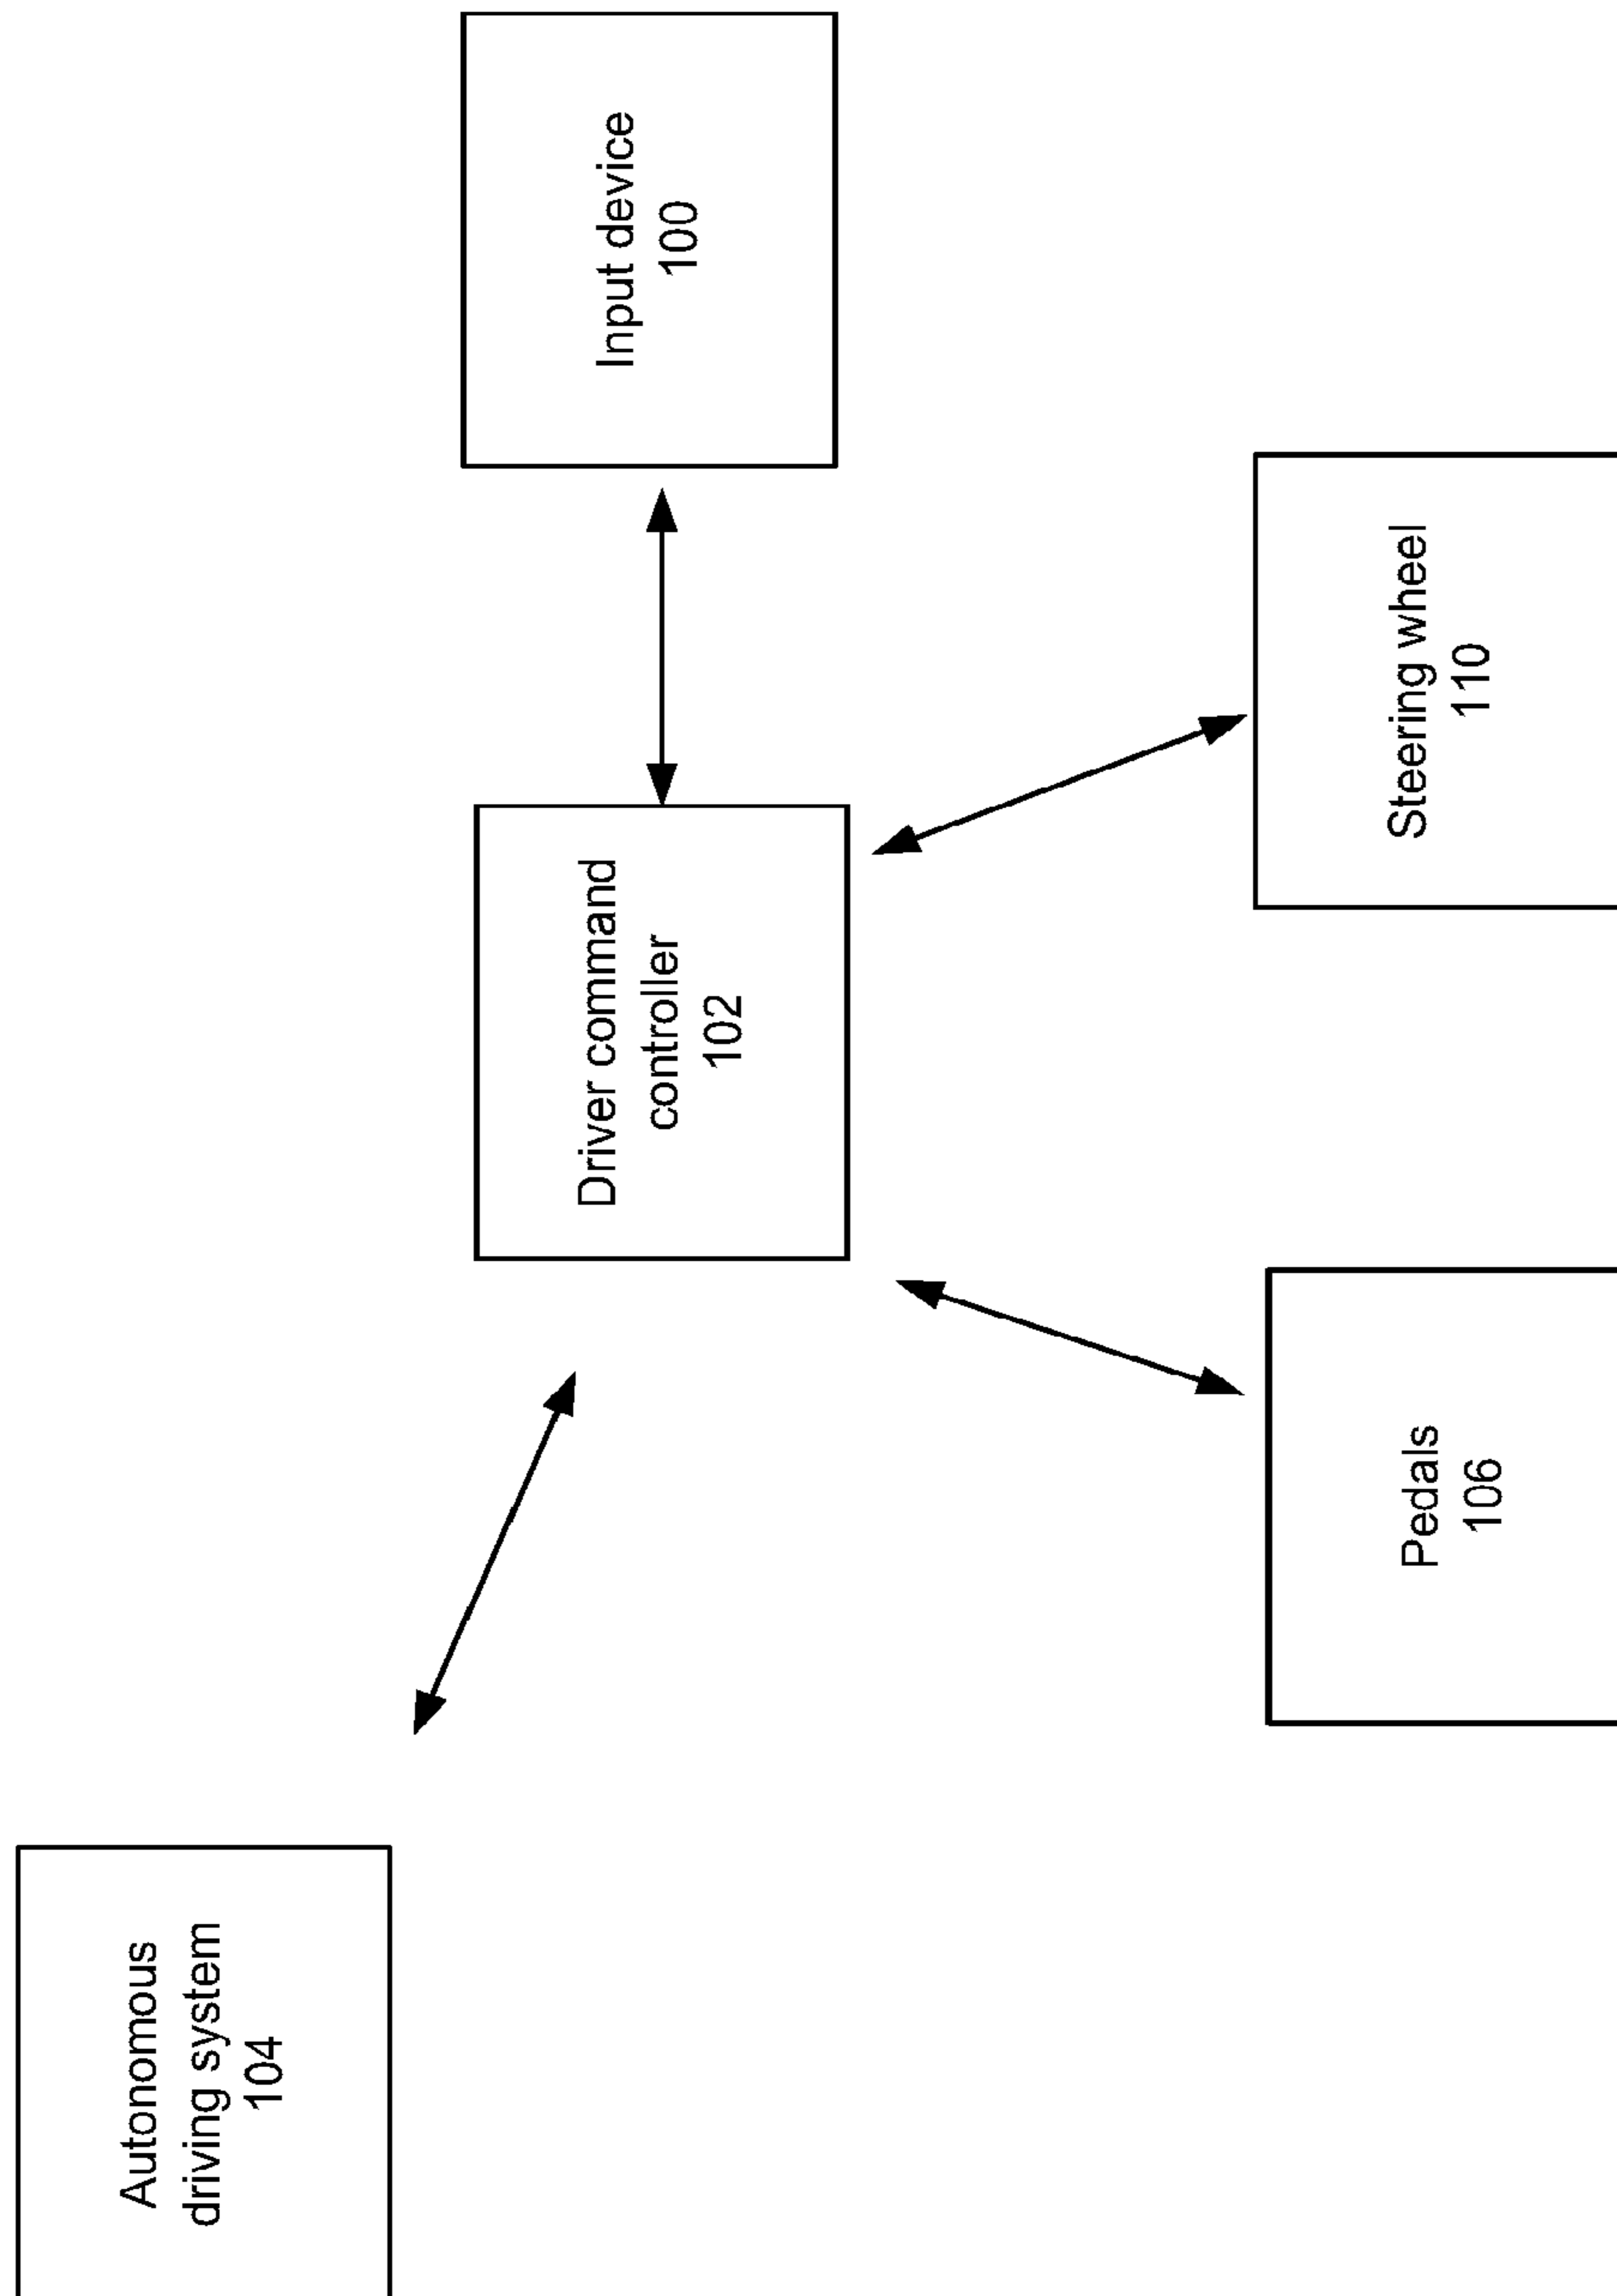 Autonomous
driving system
104
Driver command
controller
102
Input device
100
Pedals
106
Steering wheel
110